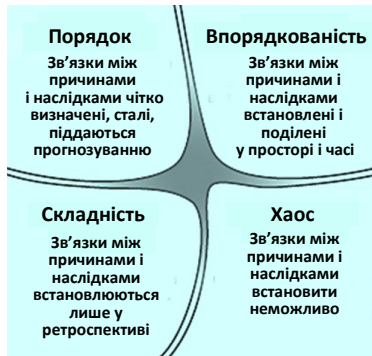 Порядок
Зв’язки між
причинами
і наслідками чітко
визначені, сталі,
піддаються
прогнозуванню
Впорядкованість
Зв’язки між
причинами і
наслідками
встановлені і
поділені
у просторі і часі
Складність
Зв’язки між
причинами і
наслідками
встановлюються
лише у
ретроспективі
Хаос
Зв’язки між
причинами і
наслідками
встановити
неможливо